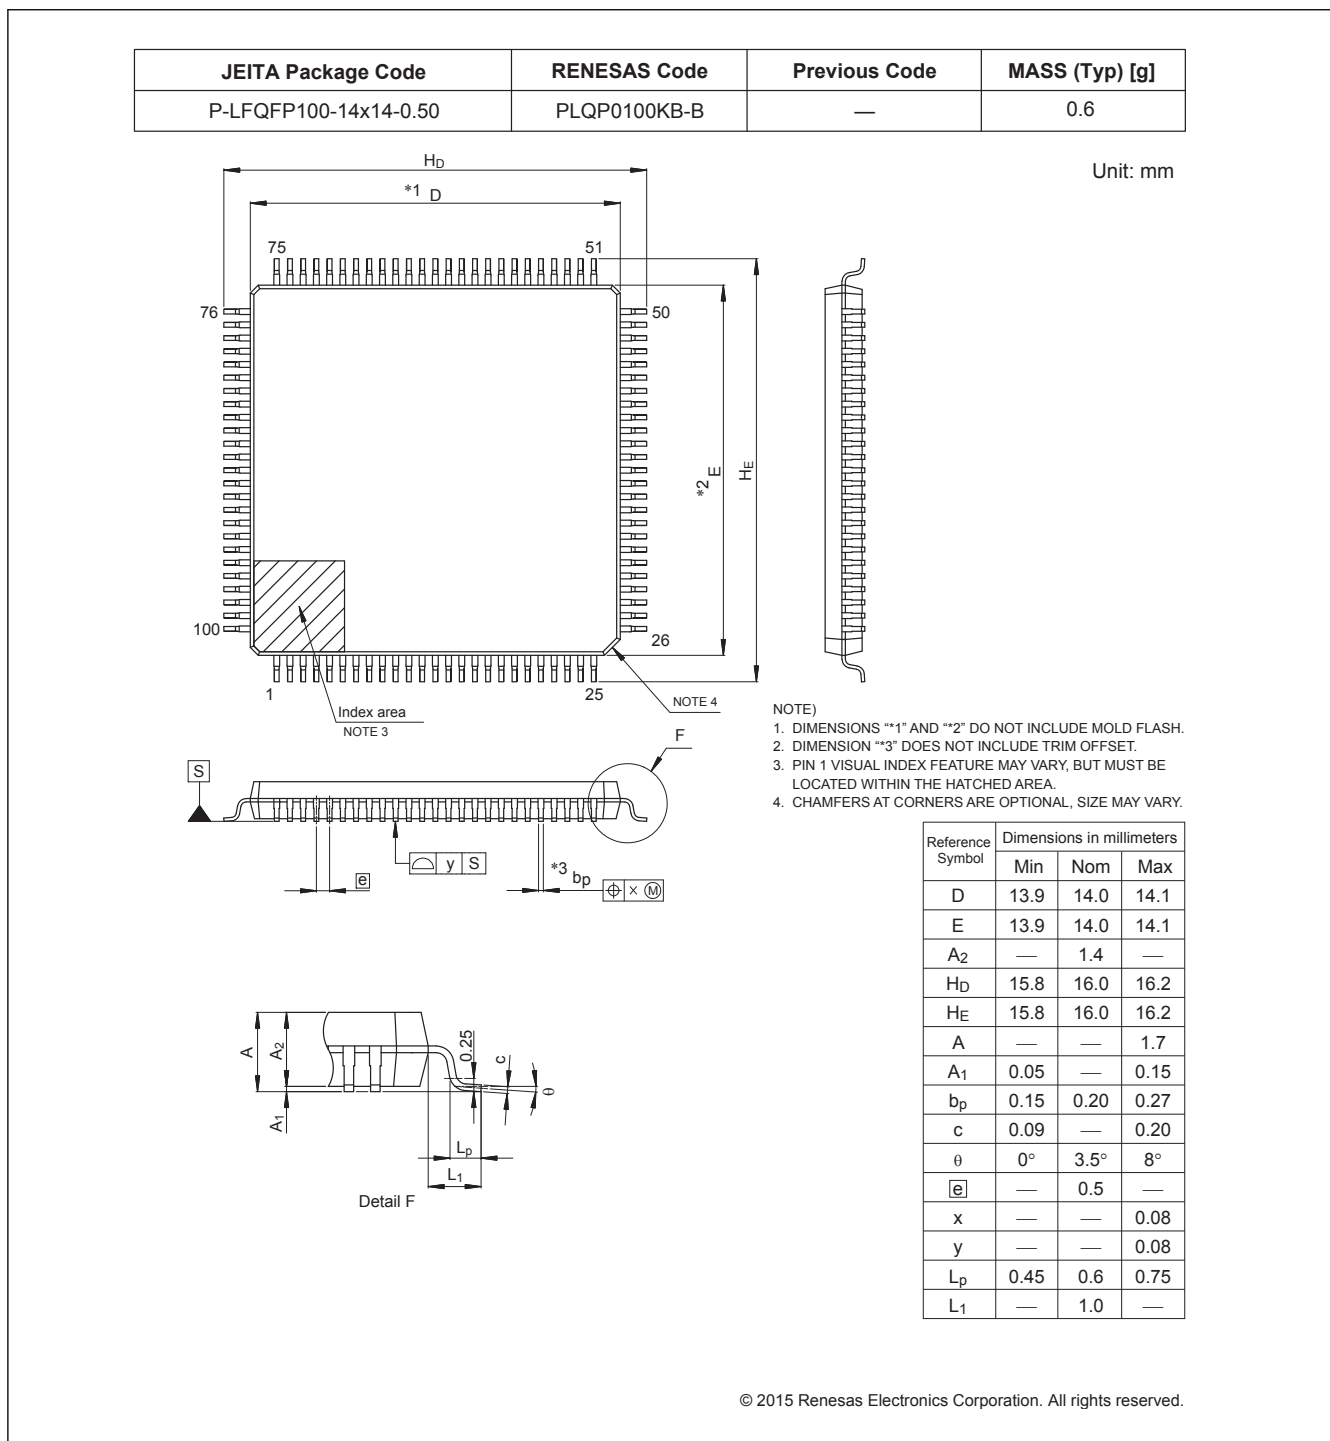 JEITA Package Code RENESAS Code Previous Code MASS (Typ) [g]
P-LFQFP100-14x14-0.50 PLQP0100KB-B — 0.6
Unit: mm
HD
*1 D
75 51
76 50
*2 E
HE
100 26
1 25
Index area
NOTE 3
NOTE 4
F
NOTE)
1. DIMENSIONS “*1” AND “*2” DO NOT INCLUDE MOLD FLASH.
2. DIMENSION “*3” DOES NOT INCLUDE TRIM OFFSET.
3. PIN 1 VISUAL INDEX FEATURE MAY VARY, BUT MUST BE
LOCATED WITHIN THE HATCHED AREA.
4. CHAMFERS AT CORNERS ARE OPTIONAL, SIZE MAY VARY.
S
y S
e
*3 bp
⌖ × Ⓜ
Reference Symbol Dimensions in millimeters
Min Nom Max
D 13.9 14.0 14.1
E 13.9 14.0 14.1
A2 — 1.4 —
HD 15.8 16.0 16.2
HE 15.8 16.0 16.2
A — — 1.7
A1 0.05 — 0.15
bp 0.15 0.20 0.27
c 0.09 — 0.20
θ 0° 3.5° 8°
e — 0.5 —
x — — 0.08
y — — 0.08
Lp 0.45 0.6 0.75
L1 — 1.0 —
A
A2
A1
0.25
c
θ
Lp
L1
Detail F
© 2015 Renesas Electronics Corporation. All rights reserved.